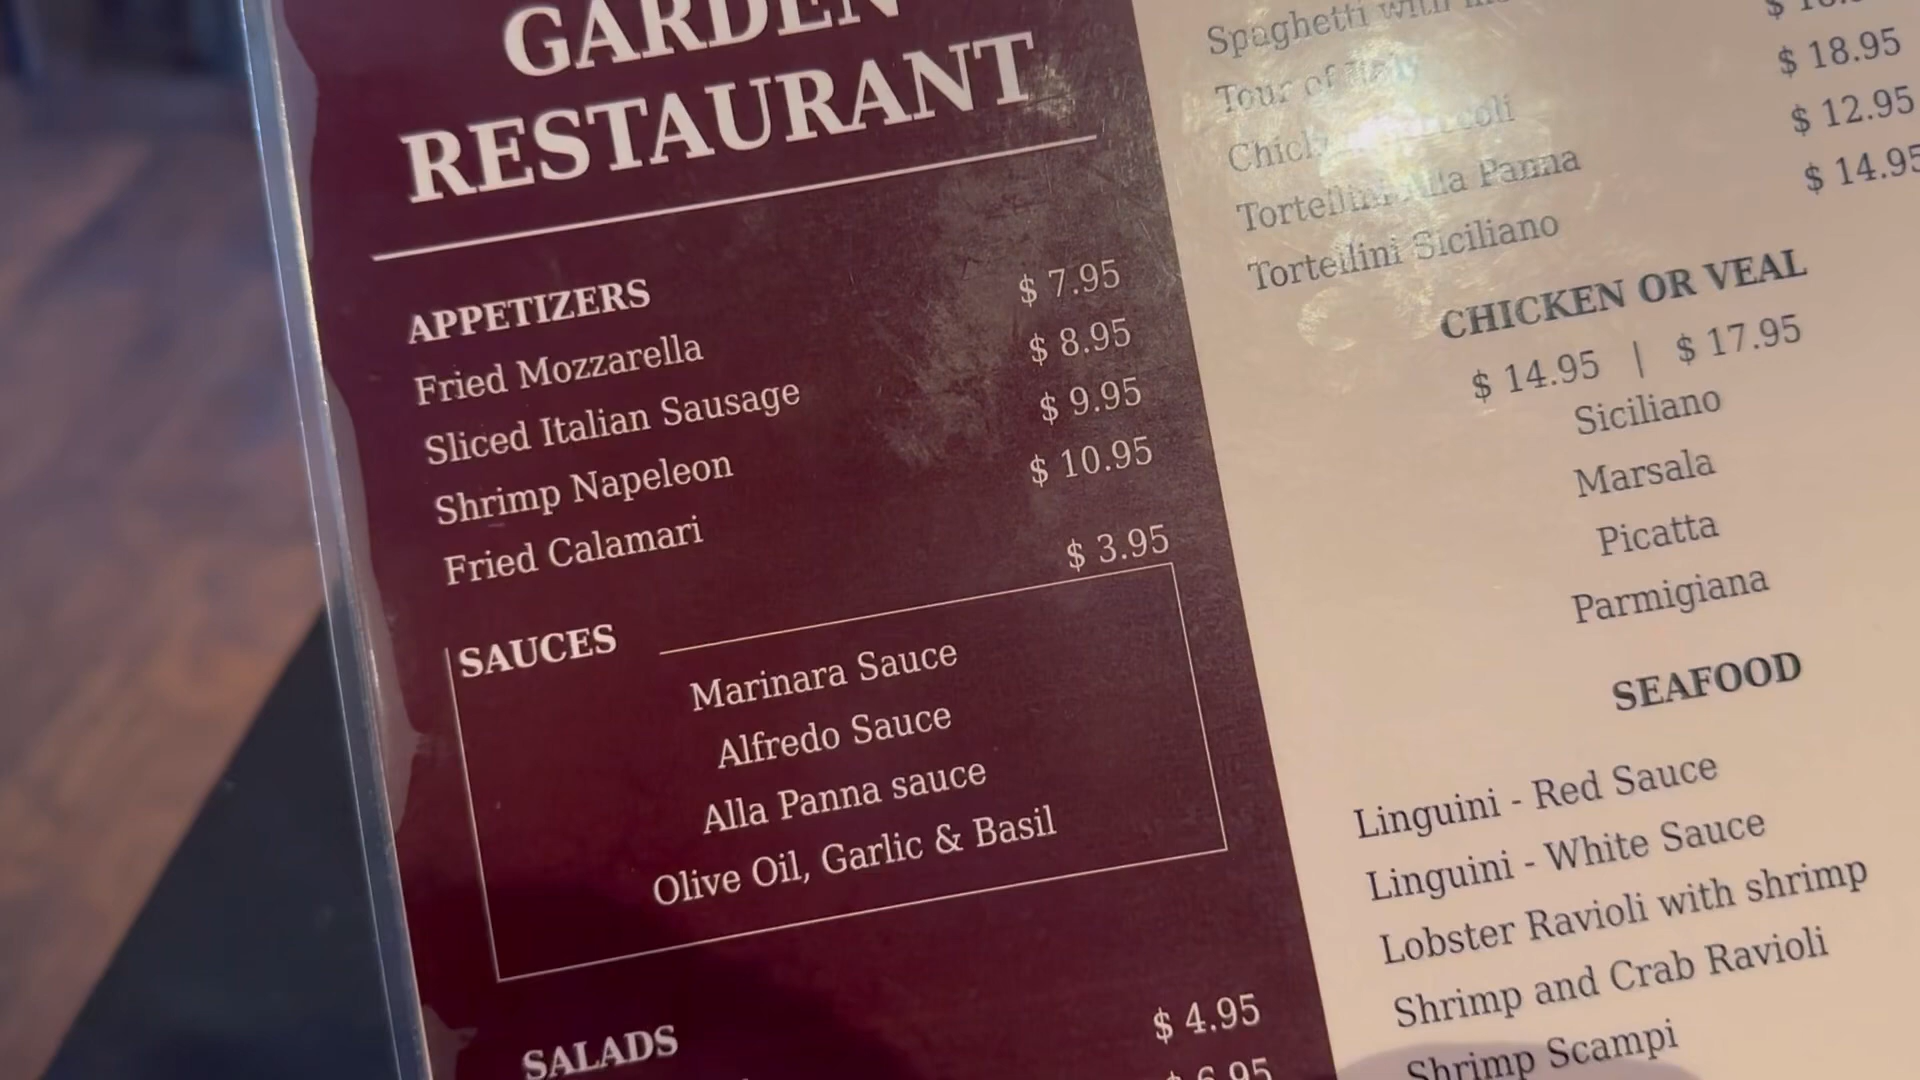 GARDEN
RESTAURANT
APPETIZERS
Fried Mozzarella $ 7.95
Sliced Italian Sausage $ 8.95
Shrimp Napeleon $ 9.95
Fried Calamari $ 10.95
SAUCES $ 3.95
Marinara Sauce
Alfredo Sauce
Alla Panna sauce
Olive Oil, Garlic & Basil
SALADS $ 4.95
$ 6.95
Spaghetti with
Tour of Italy $ 18.95
$ 12.95
Tortellini Alla Panna $ 14.95
Tortellini Siciliano
CHICKEN OR VEAL
$ 14.95 | $ 17.95
Siciliano
Marsala
Picatta
Parmigiana
SEAFOOD
Linguini - Red Sauce
Linguini - White Sauce
Lobster Ravioli with shrimp
Shrimp and Crab Ravioli
Shrimp Scampi